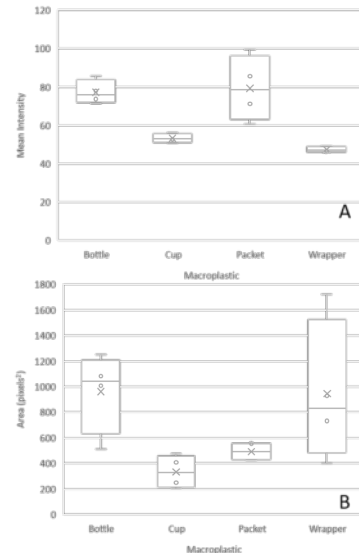 120
100
80
60
40
20
0
Mean Intensity
Bottle Cup Packet Wrapper
Macroplastic
A
1800
1600
1400
1200
1000
800
600
400
200
0
Area (pixels²)
Bottle Cup Packet Wrapper
Macroplastic
B